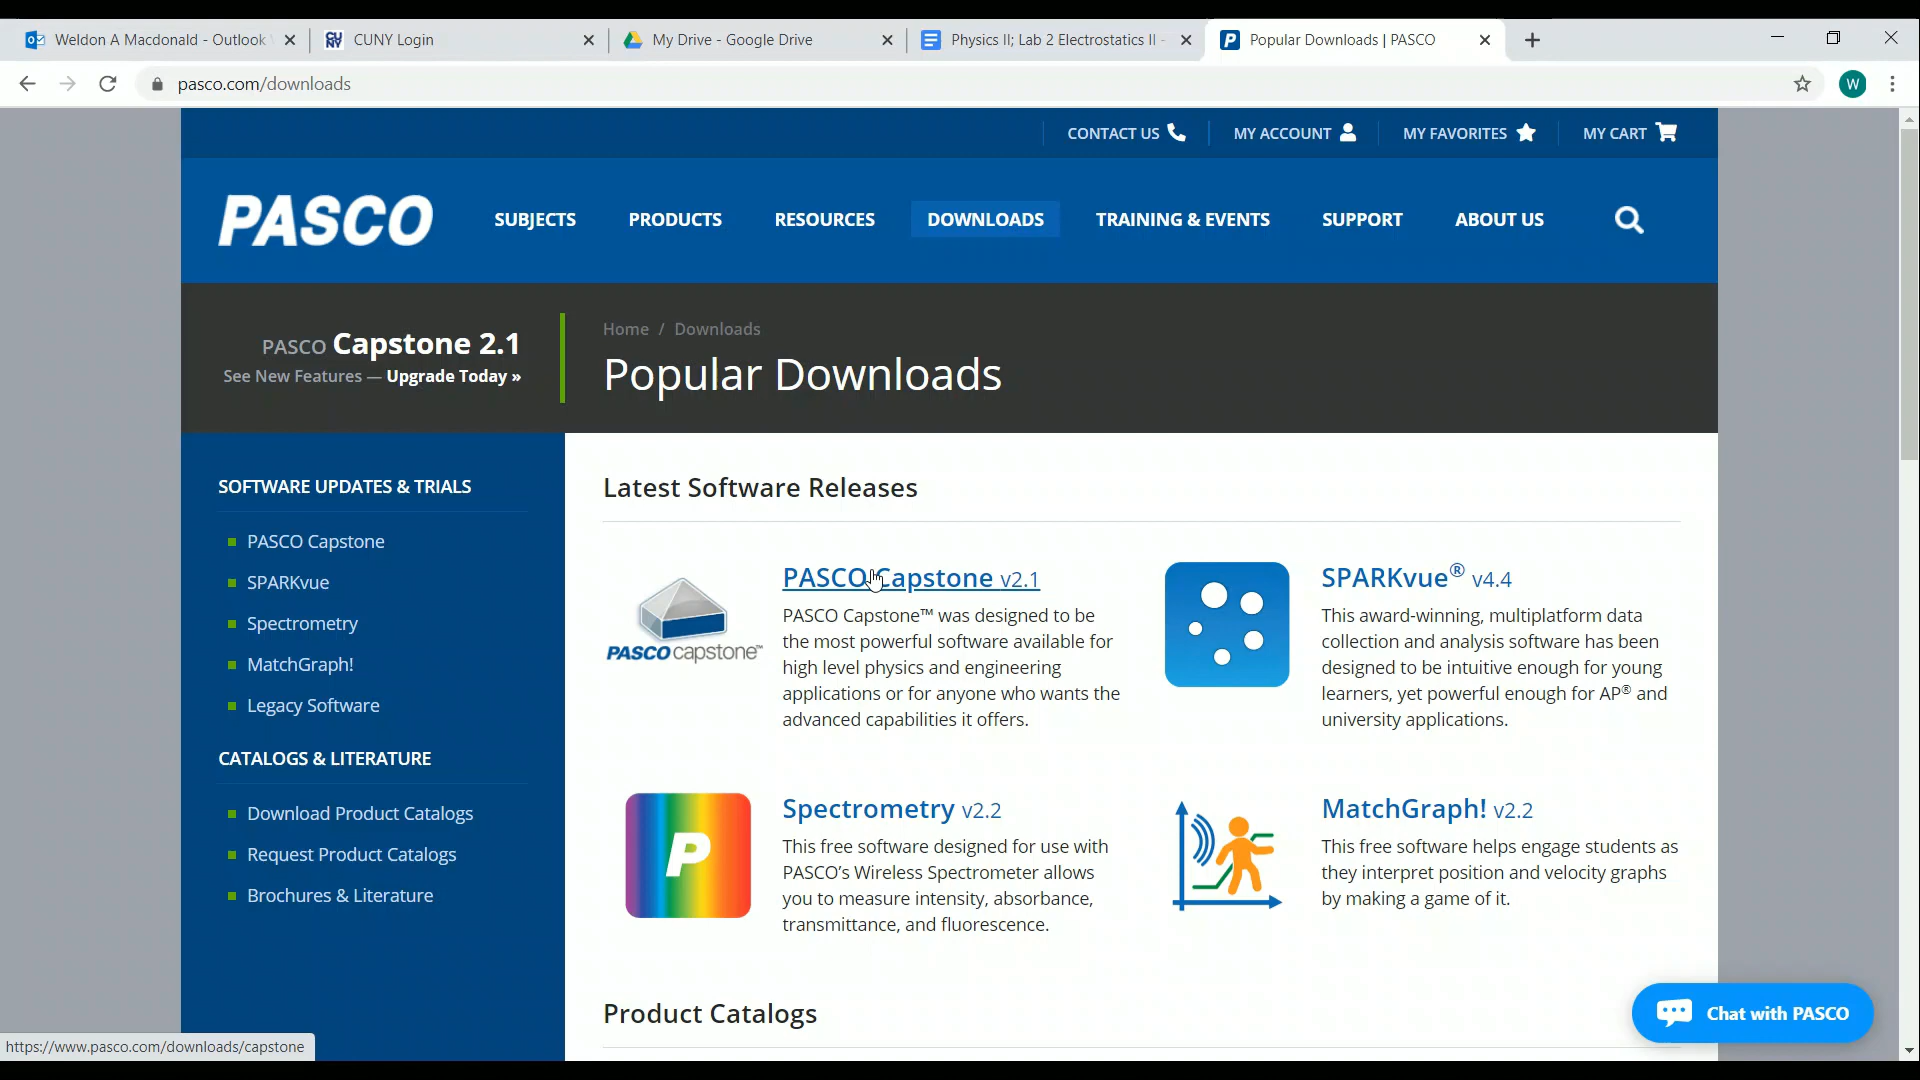 Weldon A Macdonald - Outlook
CUNY Login
My Drive - Google Drive
Physics II; Lab 2 Electrostatics II -
Popular Downloads | PASCO
pasco.com/downloads
W
CONTACT US
MY ACCOUNT
MY FAVORITES
MY CART
PASCO
SUBJECTS
PRODUCTS
RESOURCES
DOWNLOADS
TRAINING & EVENTS
SUPPORT
ABOUT US
PASCO Capstone 2.1
See New Features — Upgrade Today »
Home / Downloads
Popular Downloads
SOFTWARE UPDATES & TRIALS
PASCO Capstone
SPARKvue
Spectrometry
MatchGraph!
Legacy Software
CATALOGS & LITERATURE
Download Product Catalogs
Request Product Catalogs
Brochures & Literature
Latest Software Releases
PASCO capstone™
PASCO Capstone v2.1
PASCO Capstone™ was designed to be
the most powerful software available for
high level physics and engineering
applications or for anyone who wants the
advanced capabilities it offers.
SPARKvue® v4.4
This award-winning, multiplatform data
collection and analysis software has been
designed to be intuitive enough for young
learners, yet powerful enough for AP® and
university applications.
P
Spectrometry v2.2
This free software designed for use with
PASCO's Wireless Spectrometer allows
you to measure intensity, absorbance,
transmittance, and fluorescence.
MatchGraph! v2.2
This free software helps engage students as
they interpret position and velocity graphs
by making a game of it.
Product Catalogs
Chat with PASCO
https://www.pasco.com/downloads/capstone